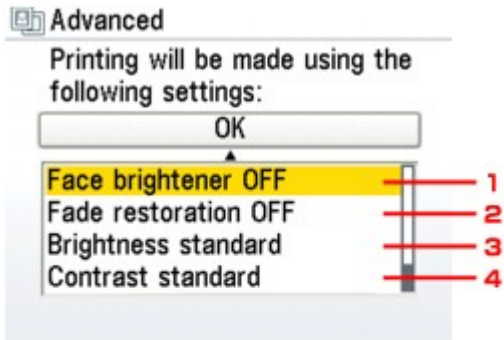 Advanced
Printing will be made using the
following settings:
OK
Face brightener OFF 1
Fade restoration OFF 2
Brightness standard 3
Contrast standard 4